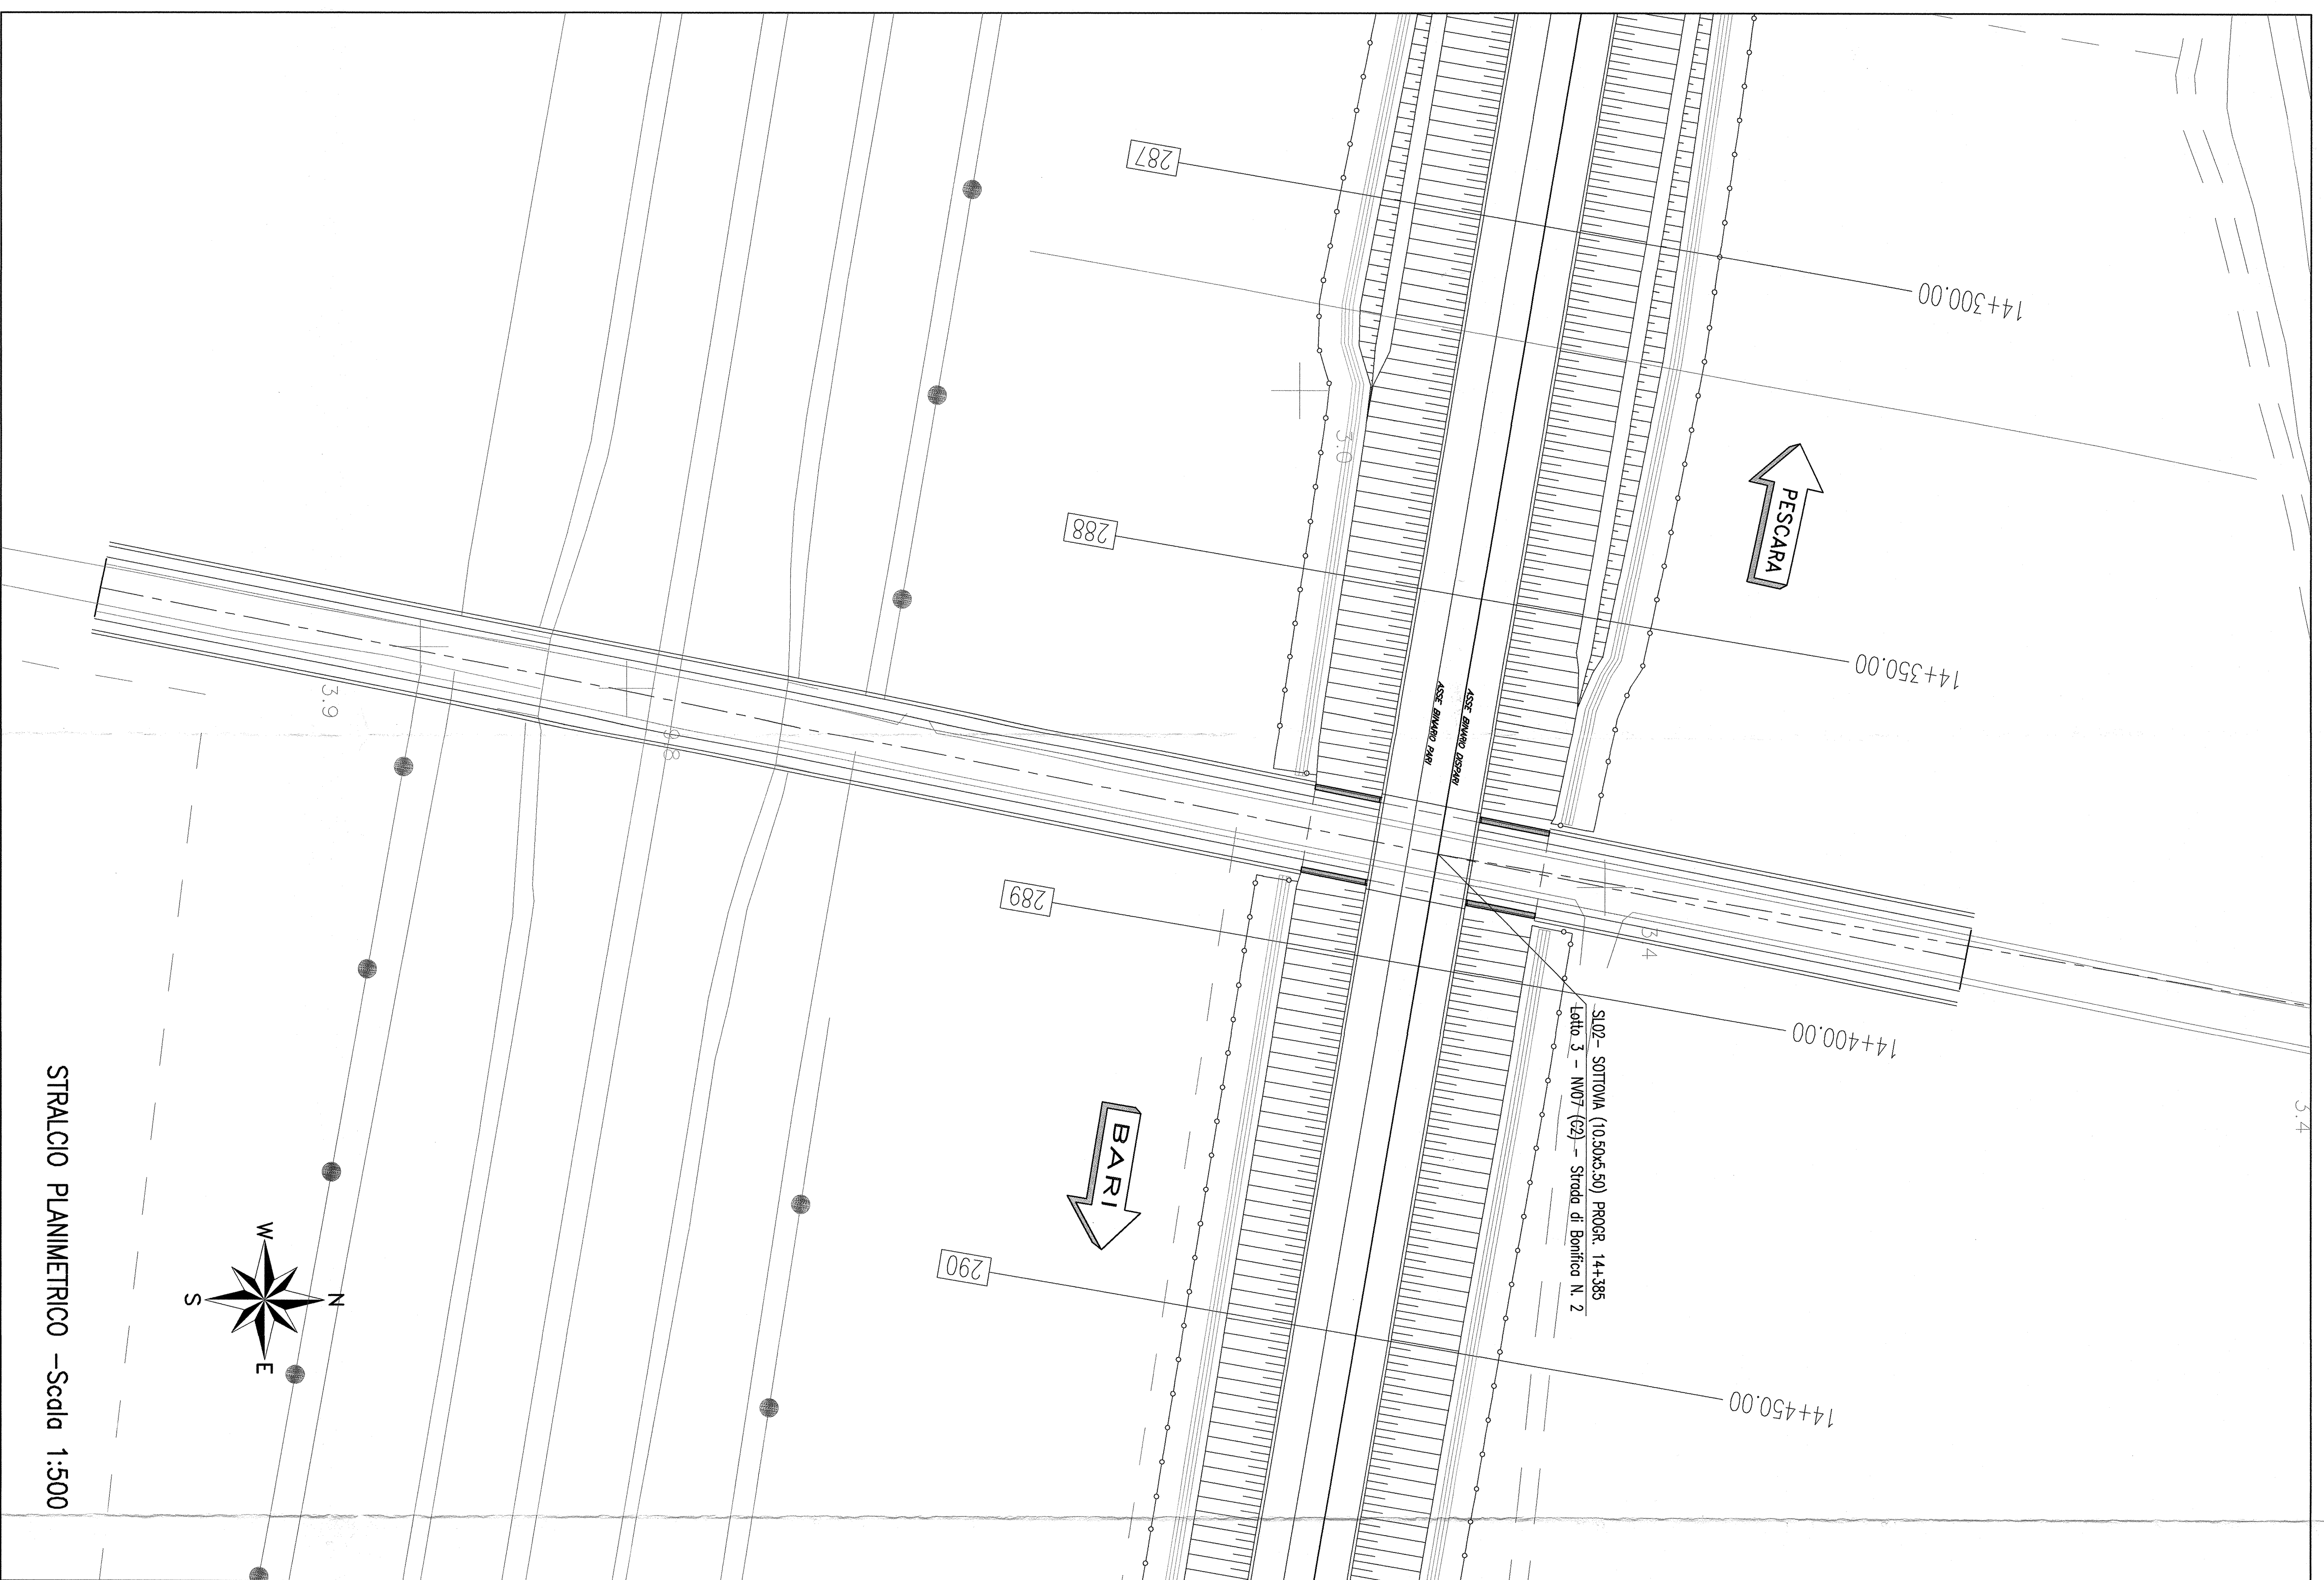 287
14++300.00
PESCARA
3.0
288
14++350.00
ASSE BINARIO DISPARI
ASSE BINARIO PARI
3.9
289
3.4
14++400.00
SL02- SOTTOVIA (10.50x5.50) PROGR. 14+385
Lotto 3 - NV07 (C2) - Strada di Bonifica N. 2
3.4
BARI
290
14++450.00
W
N
S
E
STRALCIO PLANIMETRICO -Scala 1:500